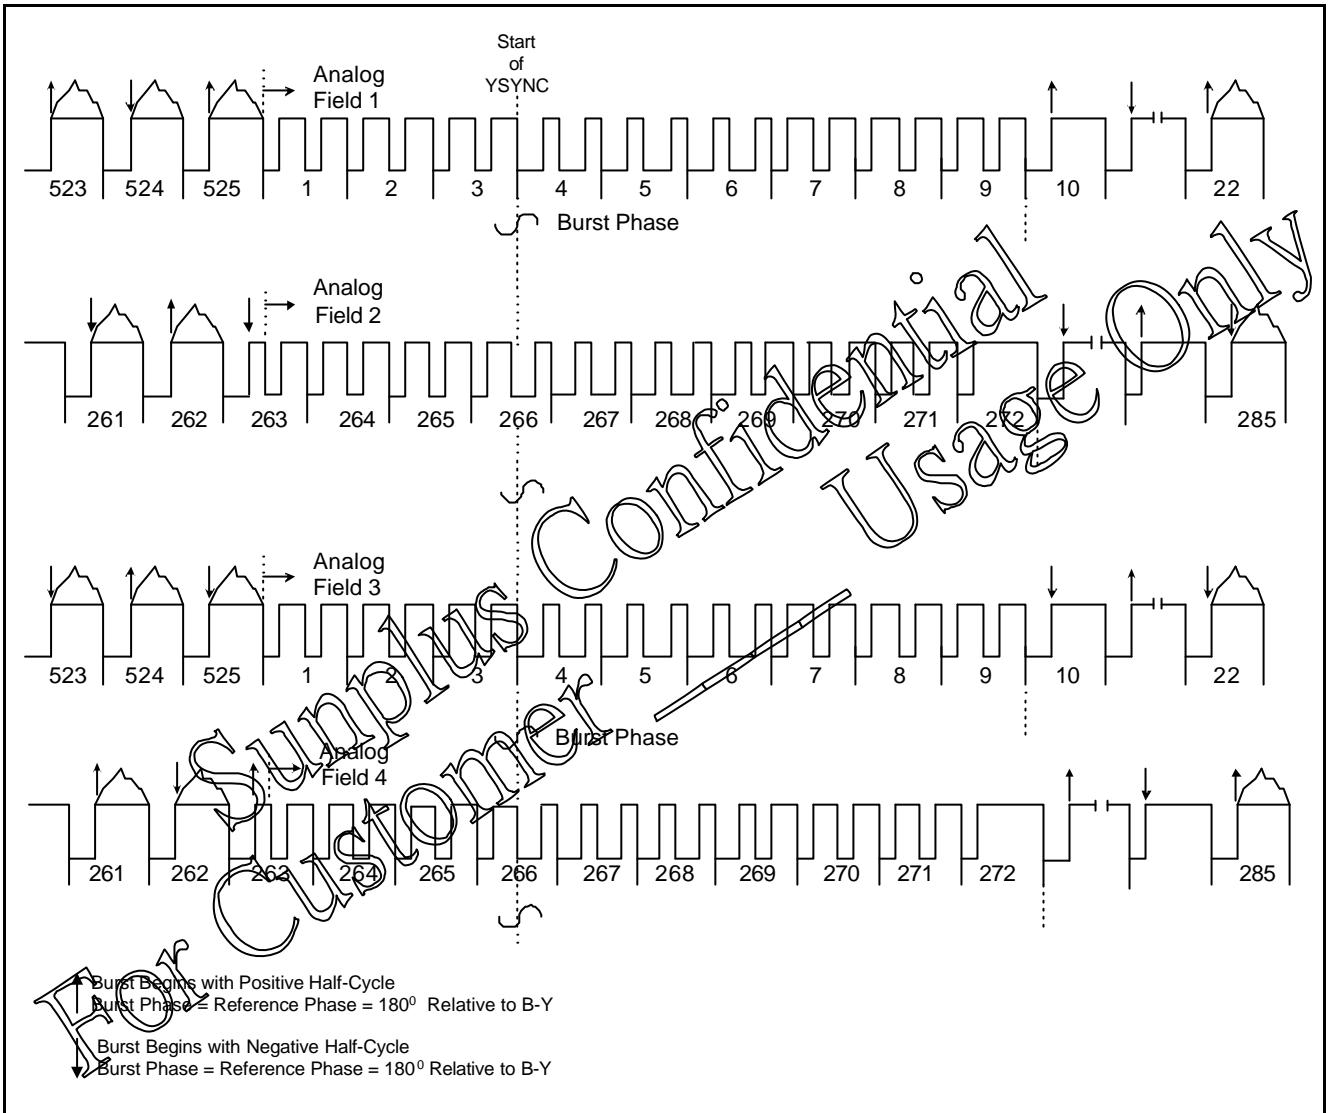 Start
of
YSYNC
Analog
Field 1
523 524 525 1 2 3 4 5 6 7 8 9 10 22
Burst Phase
Analog
Field 2
261 262 263 264 265 266 267 268 269 270 271 272 285
Analog
Field 3
523 524 525 1 2 3 4 5 6 7 8 9 10 22
Burst Phase
Analog
Field 4
261 262 263 264 265 266 267 268 269 270 271 272 285
Burst Begins with Positive Half-Cycle
Burst Phase = Reference Phase = 180⁰ Relative to B-Y
Burst Begins with Negative Half-Cycle
Burst Phase = Reference Phase = 180⁰ Relative to B-Y
Sunplus Confidential
For Customer / Usage Only